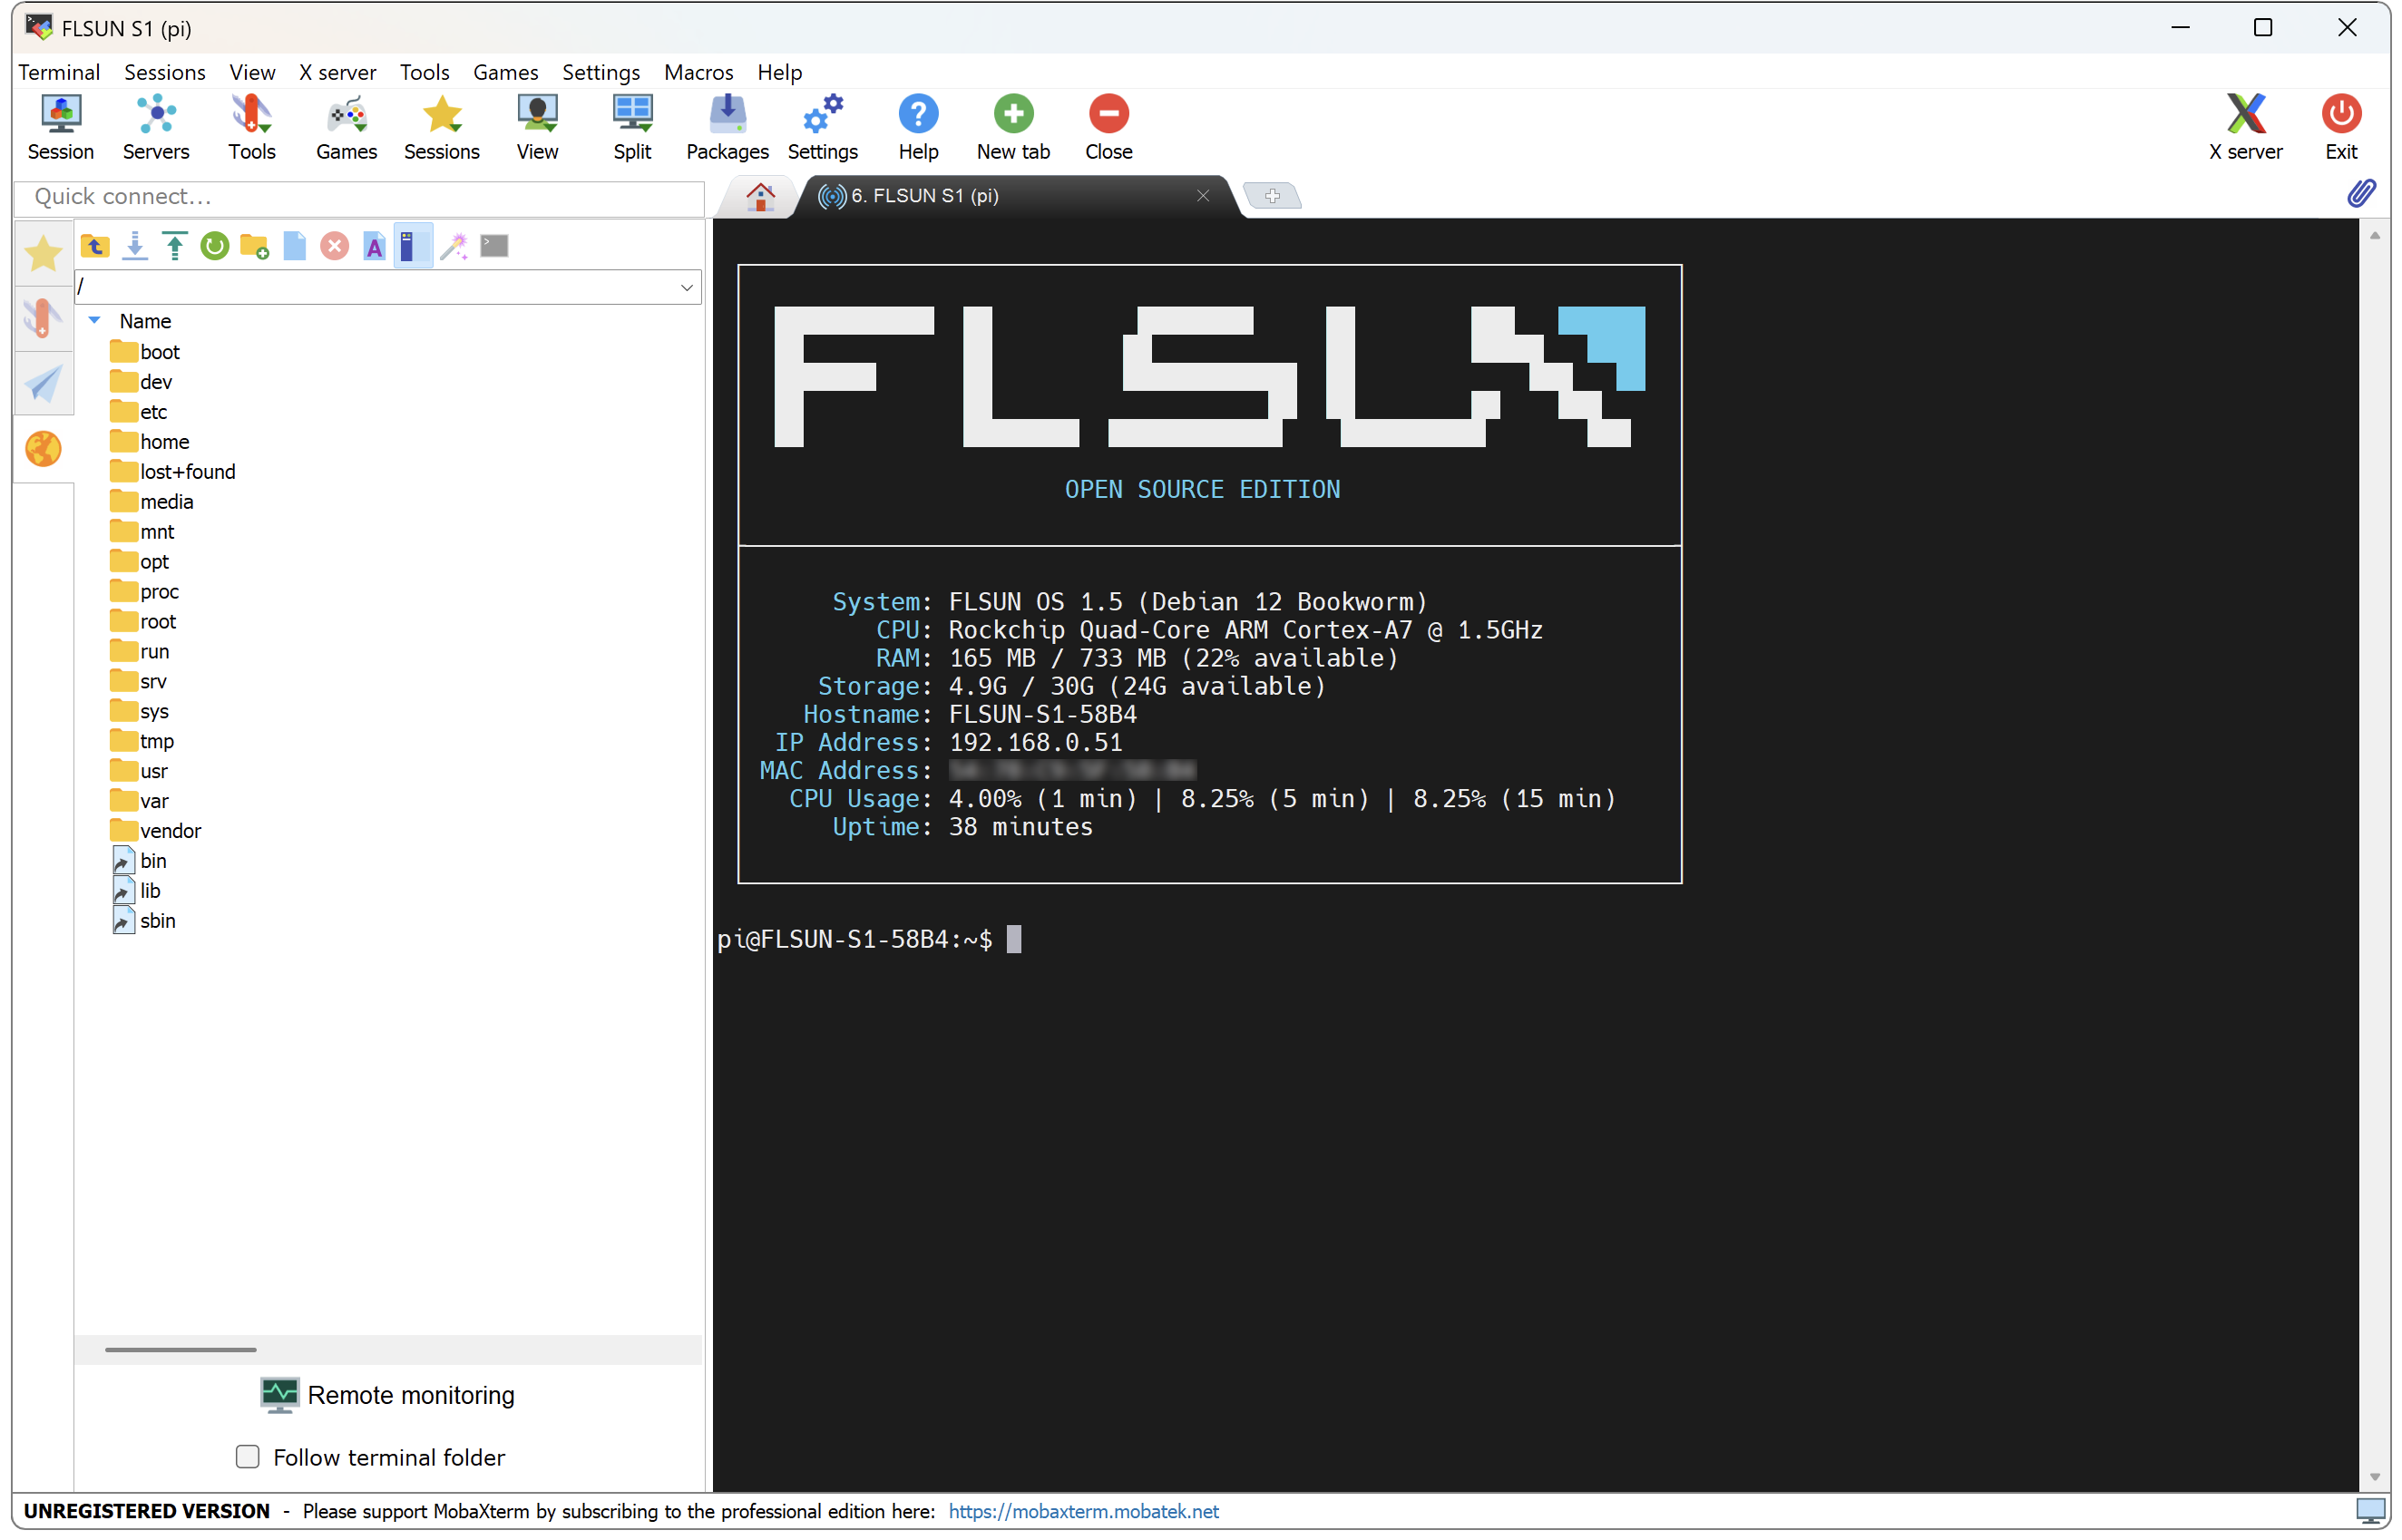 FLSUN S1 (pi)
Terminal Sessions View X server Tools Games Settings Macros Help
Session Servers Tools Games Sessions View Split Packages Settings Help New tab Close X server Exit
Quick connect...
6. FLSUN S1 (pi)
/
Name
boot
dev
etc
home
lost+found
media
mnt
opt
proc
root
run
srv
sys
tmp
usr
var
vendor
bin
lib
sbin
Remote monitoring
Follow terminal folder
FLSUN
OPEN SOURCE EDITION
System: FLSUN OS 1.5 (Debian 12 Bookworm)
CPU: Rockchip Quad-Core ARM Cortex-A7 @ 1.5GHz
RAM: 165 MB / 733 MB (22% available)
Storage: 4.9G / 30G (24G available)
Hostname: FLSUN-S1-58B4
IP Address: 192.168.0.51
MAC Address:
CPU Usage: 4.00% (1 min) | 8.25% (5 min) | 8.25% (15 min)
Uptime: 38 minutes
pi@FLSUN-S1-58B4:~$
UNREGISTERED VERSION - Please support MobaXterm by subscribing to the professional edition here: https://mobaxterm.mobatek.net